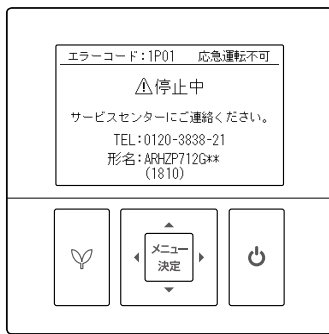 エラーコード:1P01 応急運転不可
⚠停止中
サービスセンターにご連絡ください。
TEL:0120-3838-21
形名:ARHZP712G**
(1810)
メニュー
決定